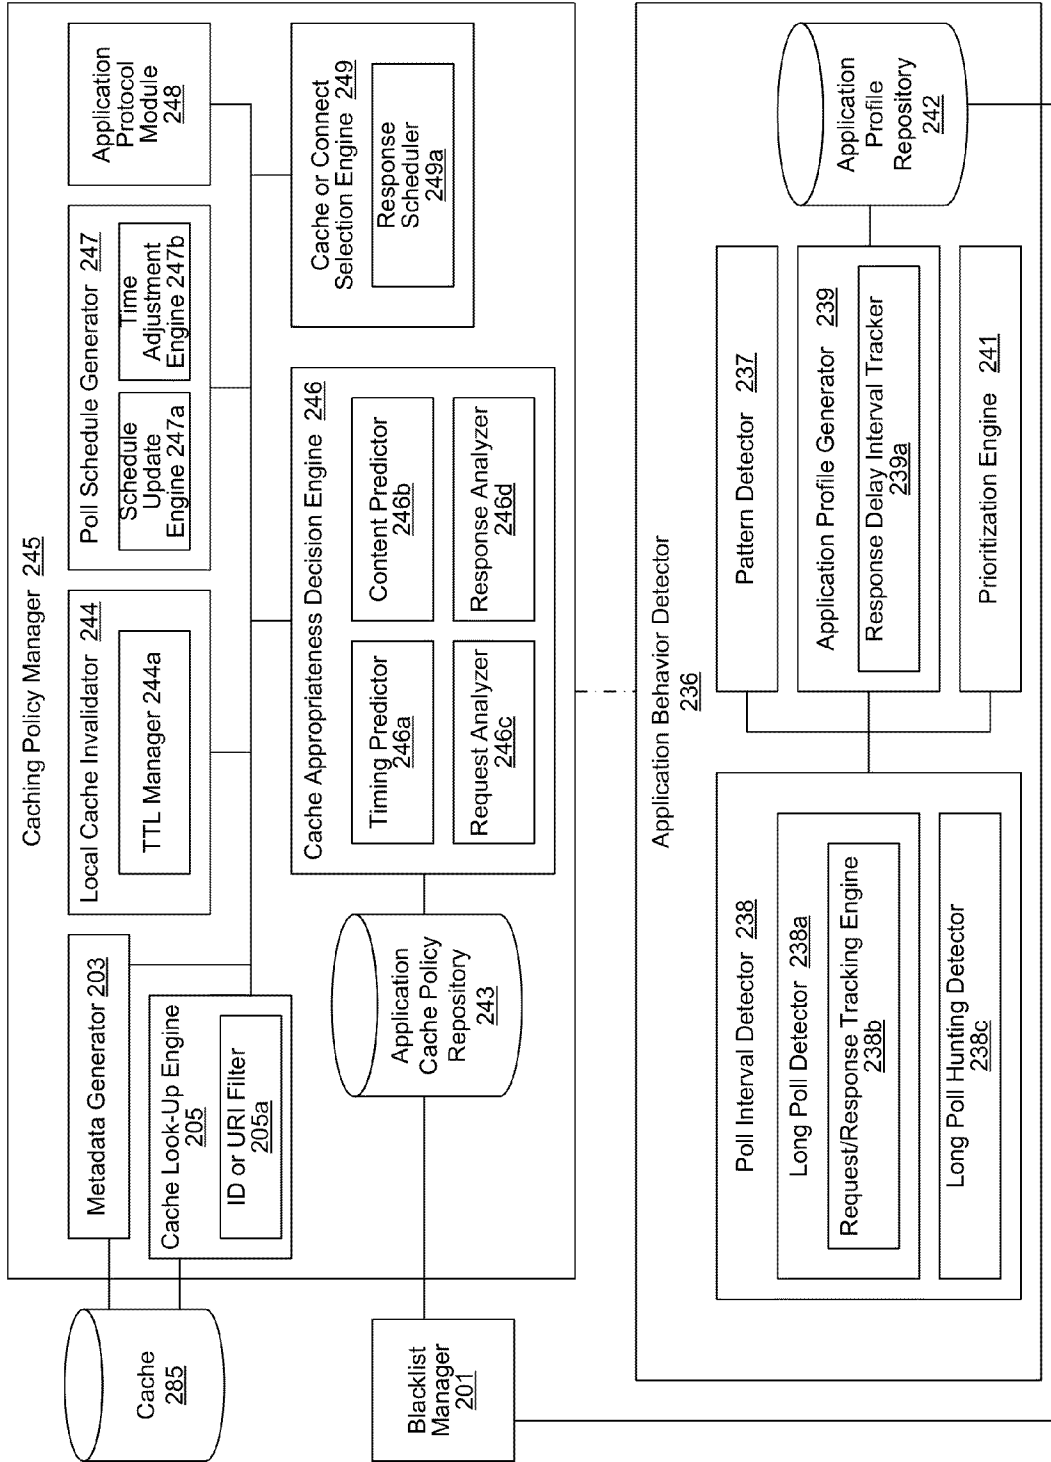 Caching Policy Manager 245
Cache
285
Metadata Generator 203
Cache Look-Up Engine
205
ID or URI Filter
205a
Local Cache Invalidator 244
TTL Manager 244a
Poll Schedule Generator 247
Schedule
Update
Engine 247a
Time
Adjustment
Engine 247b
Application
Protocol
Module
248
Blacklist
Manager
201
Application
Cache Policy
Repository
243
Cache Appropriateness Decision Engine 246
Timing Predictor
246a
Content Predictor
246b
Request Analyzer
246c
Response Analyzer
246d
Cache or Connect
Selection Engine 249
Response
Scheduler
249a
Application Behavior Detector
236
Poll Interval Detector 238
Long Poll Detector 238a
Request/Response Tracking Engine
238b
Long Poll Hunting Detector
238c
Pattern Detector 237
Application Profile Generator 239
Response Delay Interval Tracker
239a
Prioritization Engine 241
Application
Profile
Repository
242